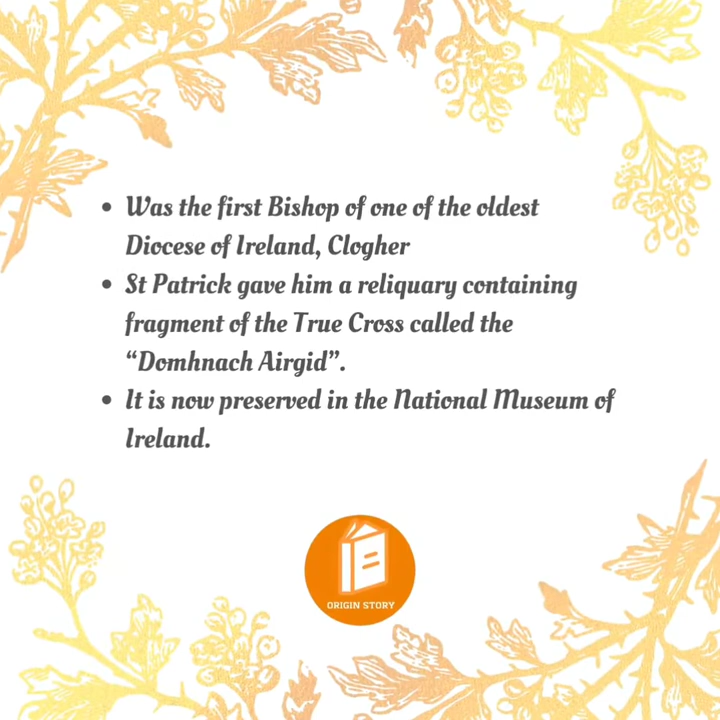 • Was the first Bishop of one of the oldest
Diocese of Ireland, Clogher
• St Patrick gave him a reliquary containing
fragment of the True Cross called the
“Domhnach Airgid”.
• It is now preserved in the National Museum of
Ireland.
ORIGIN STORY